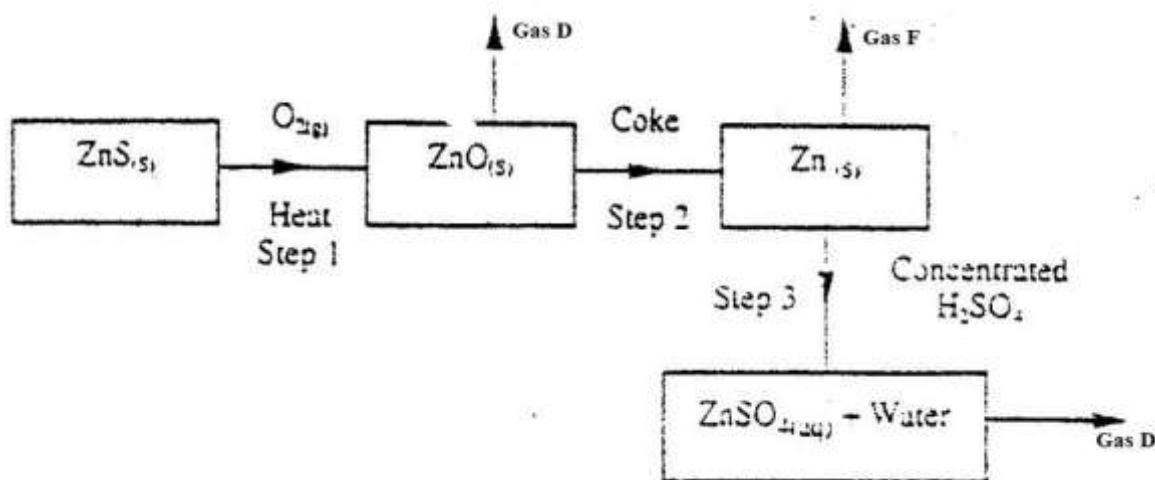 Gas D
Gas F
O₂(g)
Coke
ZnS(s)
ZnO(s)
Zn (s)
Heat
Step 1
Step 2
Step 3
Concentrated
H₂SO₄
ZnSO₄(aq) + Water
Gas D